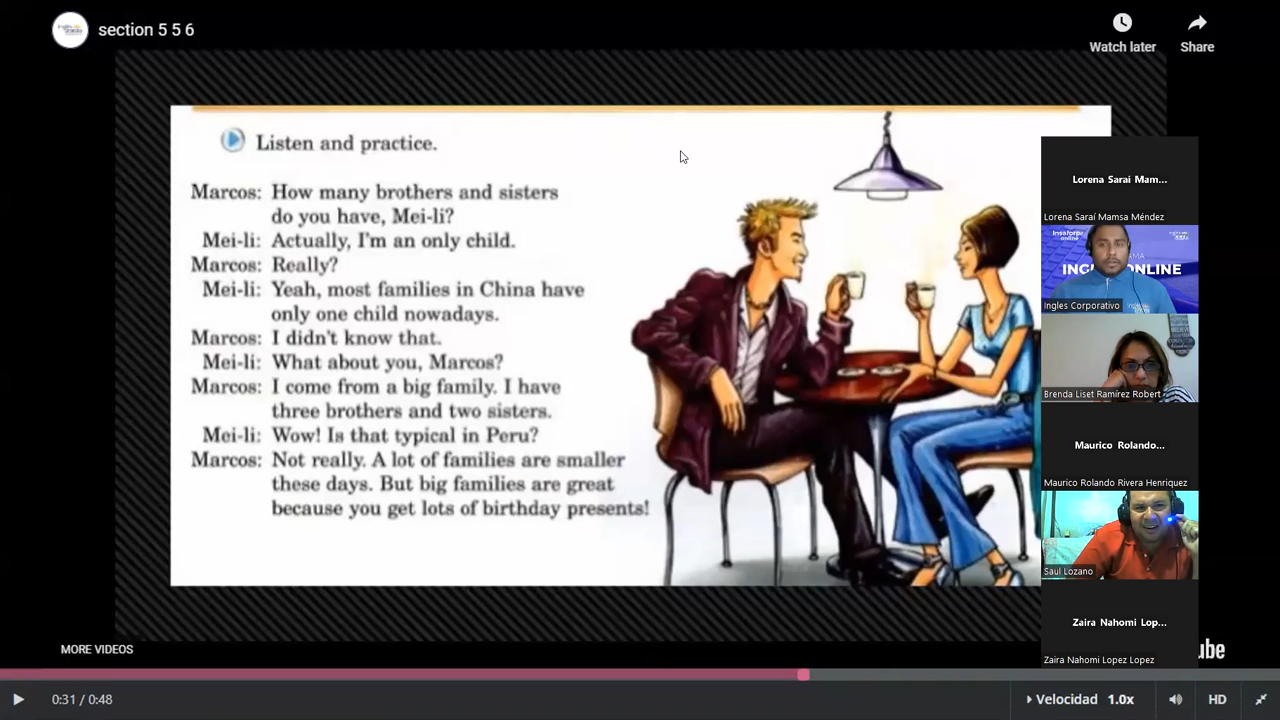 section 5 5 6
Watch later
Share
Listen and practice.
Marcos: How many brothers and sisters
do you have, Mei-li?
Mei-li: Actually, I'm an only child.
Marcos: Really?
Mei-li: Yeah, most families in China have
only one child nowadays.
Marcos: I didn't know that.
Mei-li: What about you, Marcos?
Marcos: I come from a big family. I have
three brothers and two sisters.
Mei-li: Wow! Is that typical in Peru?
Marcos: Not really. A lot of families are smaller
these days. But big families are great
because you get lots of birthday presents!
Lorena Sarai Mam...
Lorena Saraí Mamsa Méndez
Ingles Corporativo
Brenda Liset Ramírez Robert
Maurico Rolando...
Maurico Rolando Rivera Henriquez
Saul Lozano
Zaira Nahomi Lop...
Zaira Nahomi Lopez Lopez
MORE VIDEOS
0:31 / 0:48
Velocidad 1.0x
HD